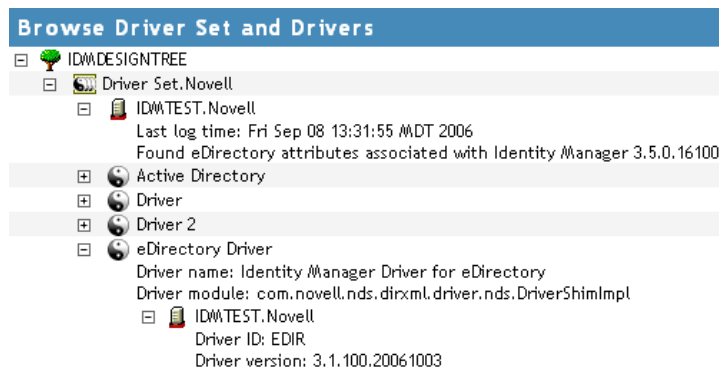 Browse Driver Set and Drivers
IDMDESIGNTREE
Driver Set.Novell
IDMTEST.Novell
Last log time: Fri Sep 08 13:31:55 MDT 2006
Found eDirectory attributes associated with Identity Manager 3.5.0.16100
Active Directory
Driver
Driver 2
eDirectory Driver
Driver name: Identity Manager Driver for eDirectory
Driver module: com.novell.nds.dirxml.driver.nds.DriverShimImpl
IDMTEST.Novell
Driver ID: EDIR
Driver version: 3.1.100.20061003